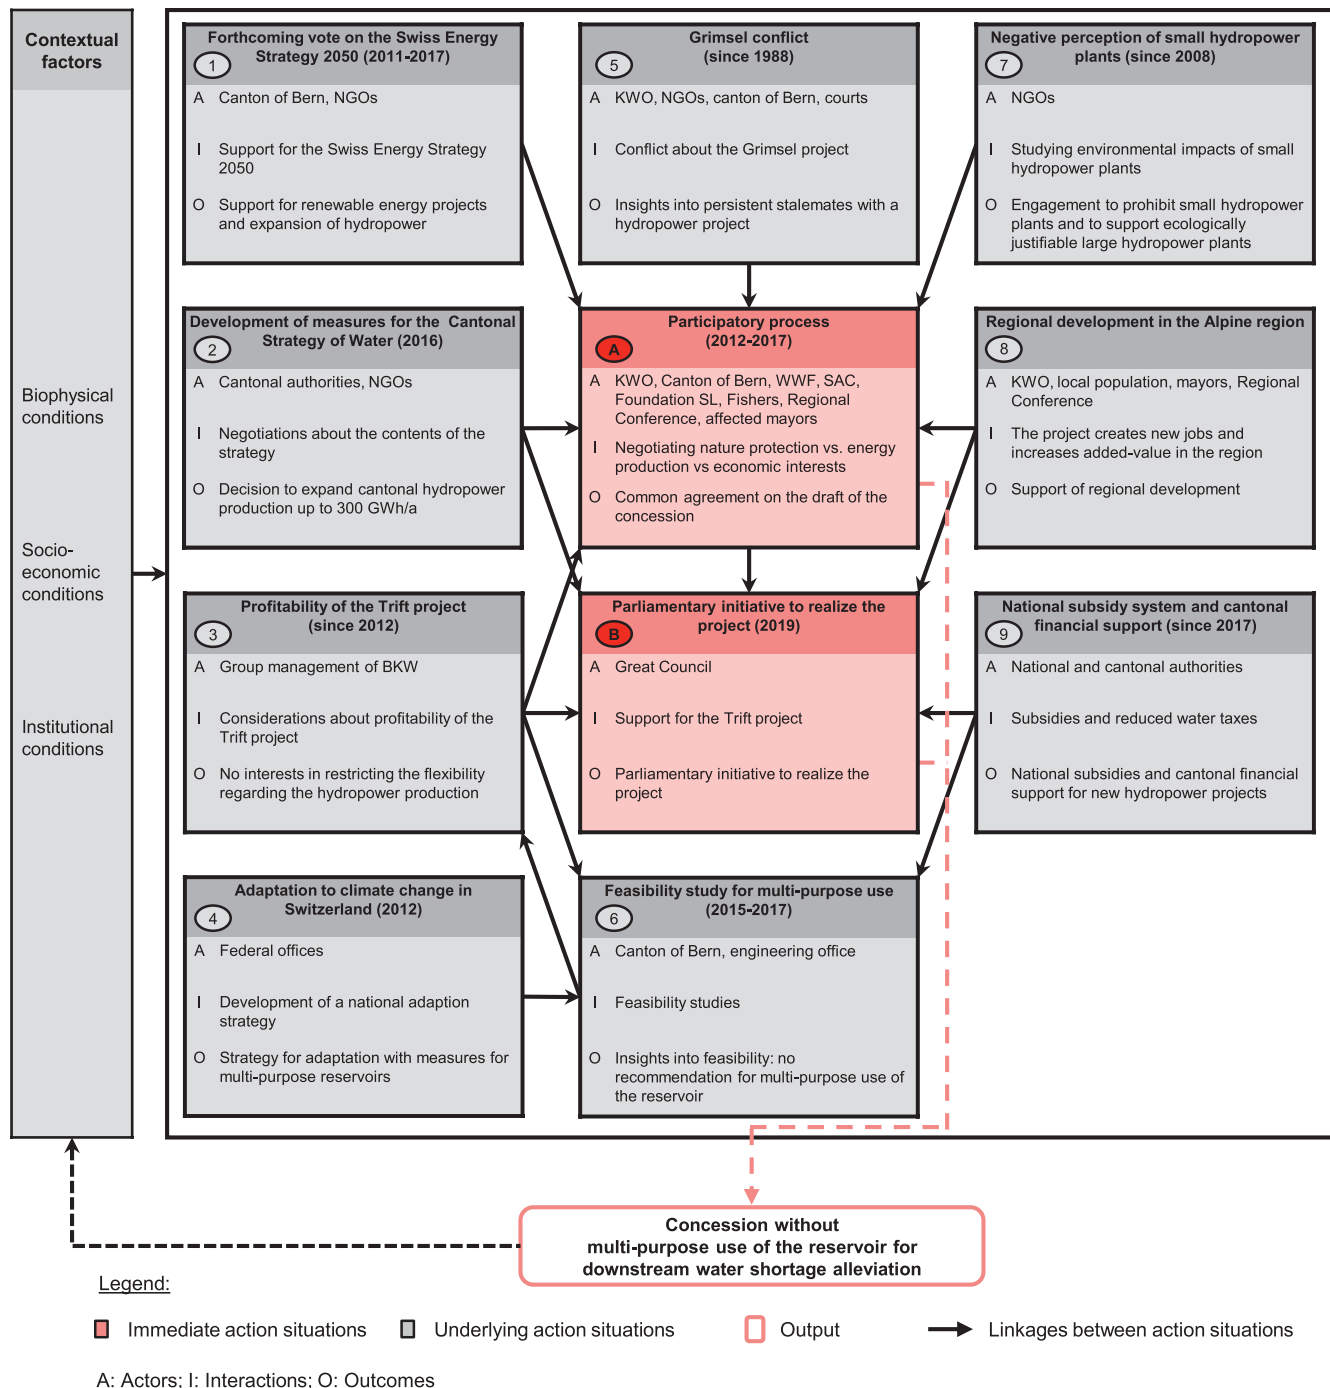 Contextual
factors
Biophysical
conditions
Socio-
economic
conditions
Institutional
conditions
Forthcoming vote on the Swiss Energy
Strategy 2050 (2011-2017)
1
A Canton of Bern, NGOs
I Support for the Swiss Energy Strategy
2050
O Support for renewable energy projects
and expansion of hydropower
Grimsel conflict
(since 1988)
5
A KWO, NGOs, canton of Bern, courts
I Conflict about the Grimsel project
O Insights into persistent stalemates with a
hydropower project
Negative perception of small hydropower
plants (since 2008)
7
A NGOs
I Studying environmental impacts of small
hydropower plants
O Engagement to prohibit small hydropower
plants and to support ecologically
justifiable large hydropower plants
Development of measures for the Cantonal
Strategy of Water (2016)
2
A Cantonal authorities, NGOs
I Negotiations about the contents of the
strategy
O Decision to expand cantonal hydropower
production up to 300 GWh/a
Participatory process
(2012-2017)
A
A KWO, Canton of Bern, WWF, SAC,
Foundation SL, Fishers, Regional
Conference, affected mayors
I Negotiating nature protection vs. energy
production vs economic interests
O Common agreement on the draft of the
concession
Regional development in the Alpine region
8
A KWO, local population, mayors, Regional
Conference
I The project creates new jobs and
increases added-value in the region
O Support of regional development
Profitability of the Trift project
(since 2012)
3
A Group management of BKW
I Considerations about profitability of the
Trift project
O No interests in restricting the flexibility
regarding the hydropower production
Parliamentary initiative to realize the
project (2019)
B
A Great Council
I Support for the Trift project
O Parliamentary initiative to realize the
project
National subsidy system and cantonal
financial support (since 2017)
9
A National and cantonal authorities
I Subsidies and reduced water taxes
O National subsidies and cantonal financial
support for new hydropower projects
Adaptation to climate change in
Switzerland (2012)
4
A Federal offices
I Development of a national adaption
strategy
O Strategy for adaptation with measures for
multi-purpose reservoirs
Feasibility study for multi-purpose use
(2015-2017)
6
A Canton of Bern, engineering office
I Feasibility studies
O Insights into feasibility: no
recommendation for multi-purpose use of
the reservoir
Concession without
multi-purpose use of the reservoir for
downstream water shortage alleviation
Legend:
Immediate action situations
Underlying action situations
Output
Linkages between action situations
A: Actors; I: Interactions; O: Outcomes